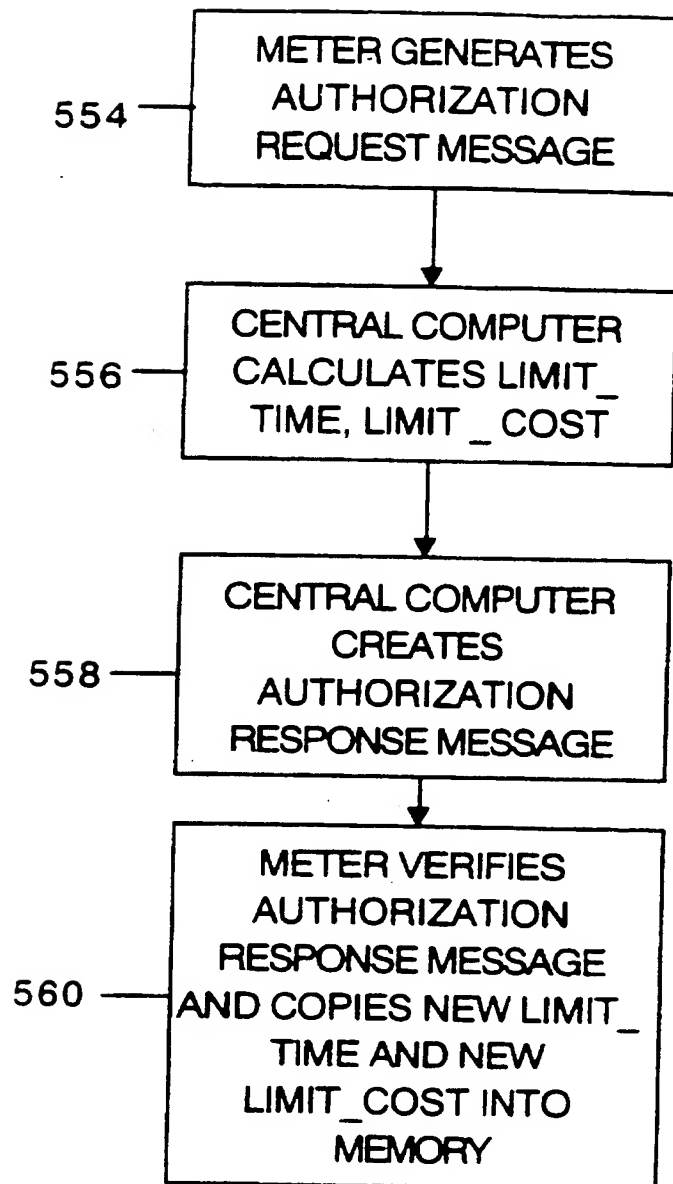 METER GENERATES
AUTHORIZATION
REQUEST MESSAGE
554
CENTRAL COMPUTER
CALCULATES LIMIT_
TIME, LIMIT _ COST
556
CENTRAL COMPUTER
CREATES
AUTHORIZATION
RESPONSE MESSAGE
558
METER VERIFIES
AUTHORIZATION
RESPONSE MESSAGE
AND COPIES NEW LIMIT_
TIME AND NEW
LIMIT_COST INTO
MEMORY
560